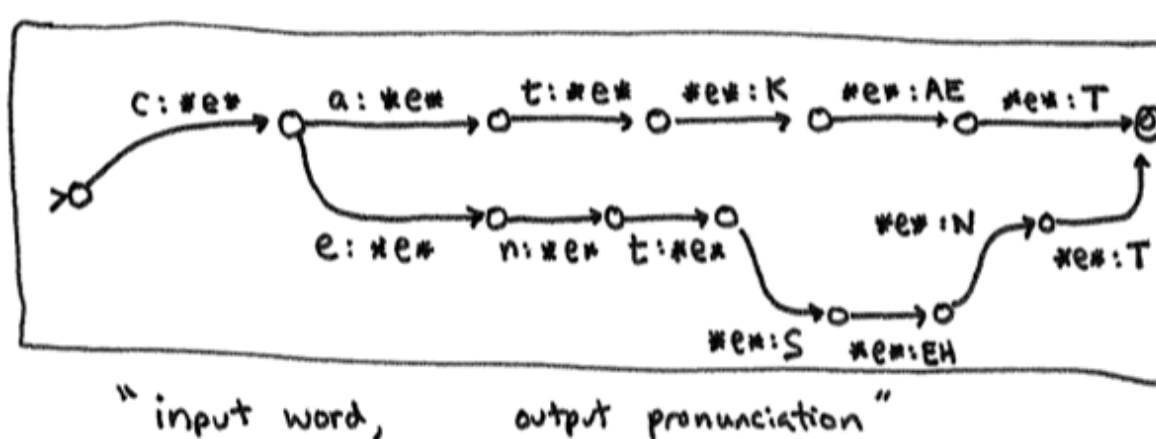 c:*e* a:*e* t:*e* *e*:K *e*:AE *e*:T
e:*e* n:*e* t:*e* *e*:N *e*:T
*e*:S *e*:EH
"input word, output pronunciation"